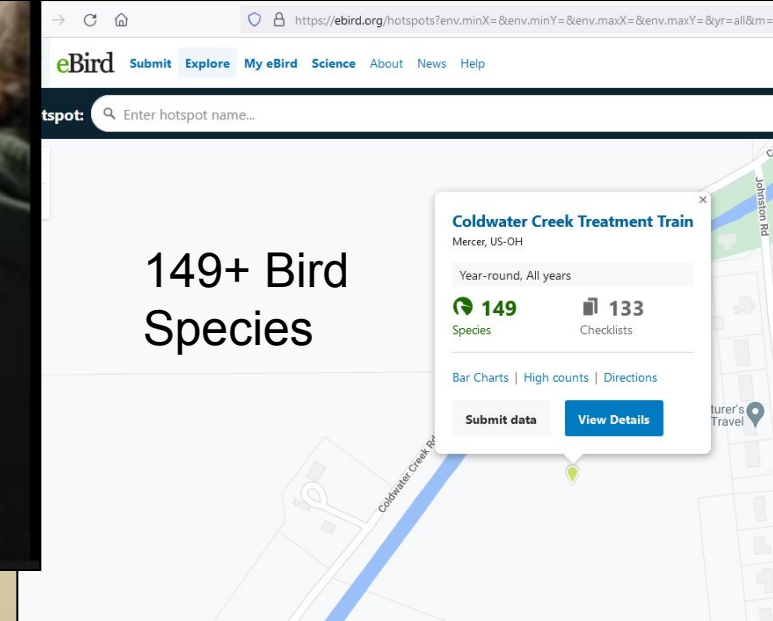 https://ebird.org/hotspots?env.minX=&env.minY=&env.maxX=&env.maxY=&yr=all&m=
eBird Submit Explore My eBird Science About News Help
tspot: Enter hotspot name...
149+ Bird
Species
Coldwater Creek Treatment Train
Mercer, US-OH
Year-round, All years
149 133
Species Checklists
Bar Charts | High counts | Directions
Submit data View Details
Johnston Rd
turer's
Travel
Coldwater Creek Rd